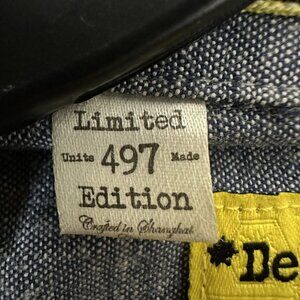 Limited
Units 497 Made
Edition
Crafted in Shanghai
*De